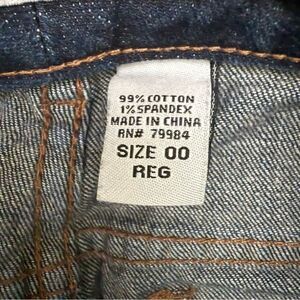 99% COTTON
1% SPANDEX
MADE IN CHINA
RN# 79984
SIZE 00
REG